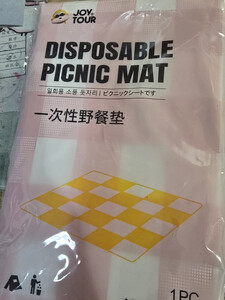 JOY
TOUR
DISPOSABLE
PICNIC MAT
일회용 소풍 돗자리 | ピクニックシートです
一次性野餐垫
1PC